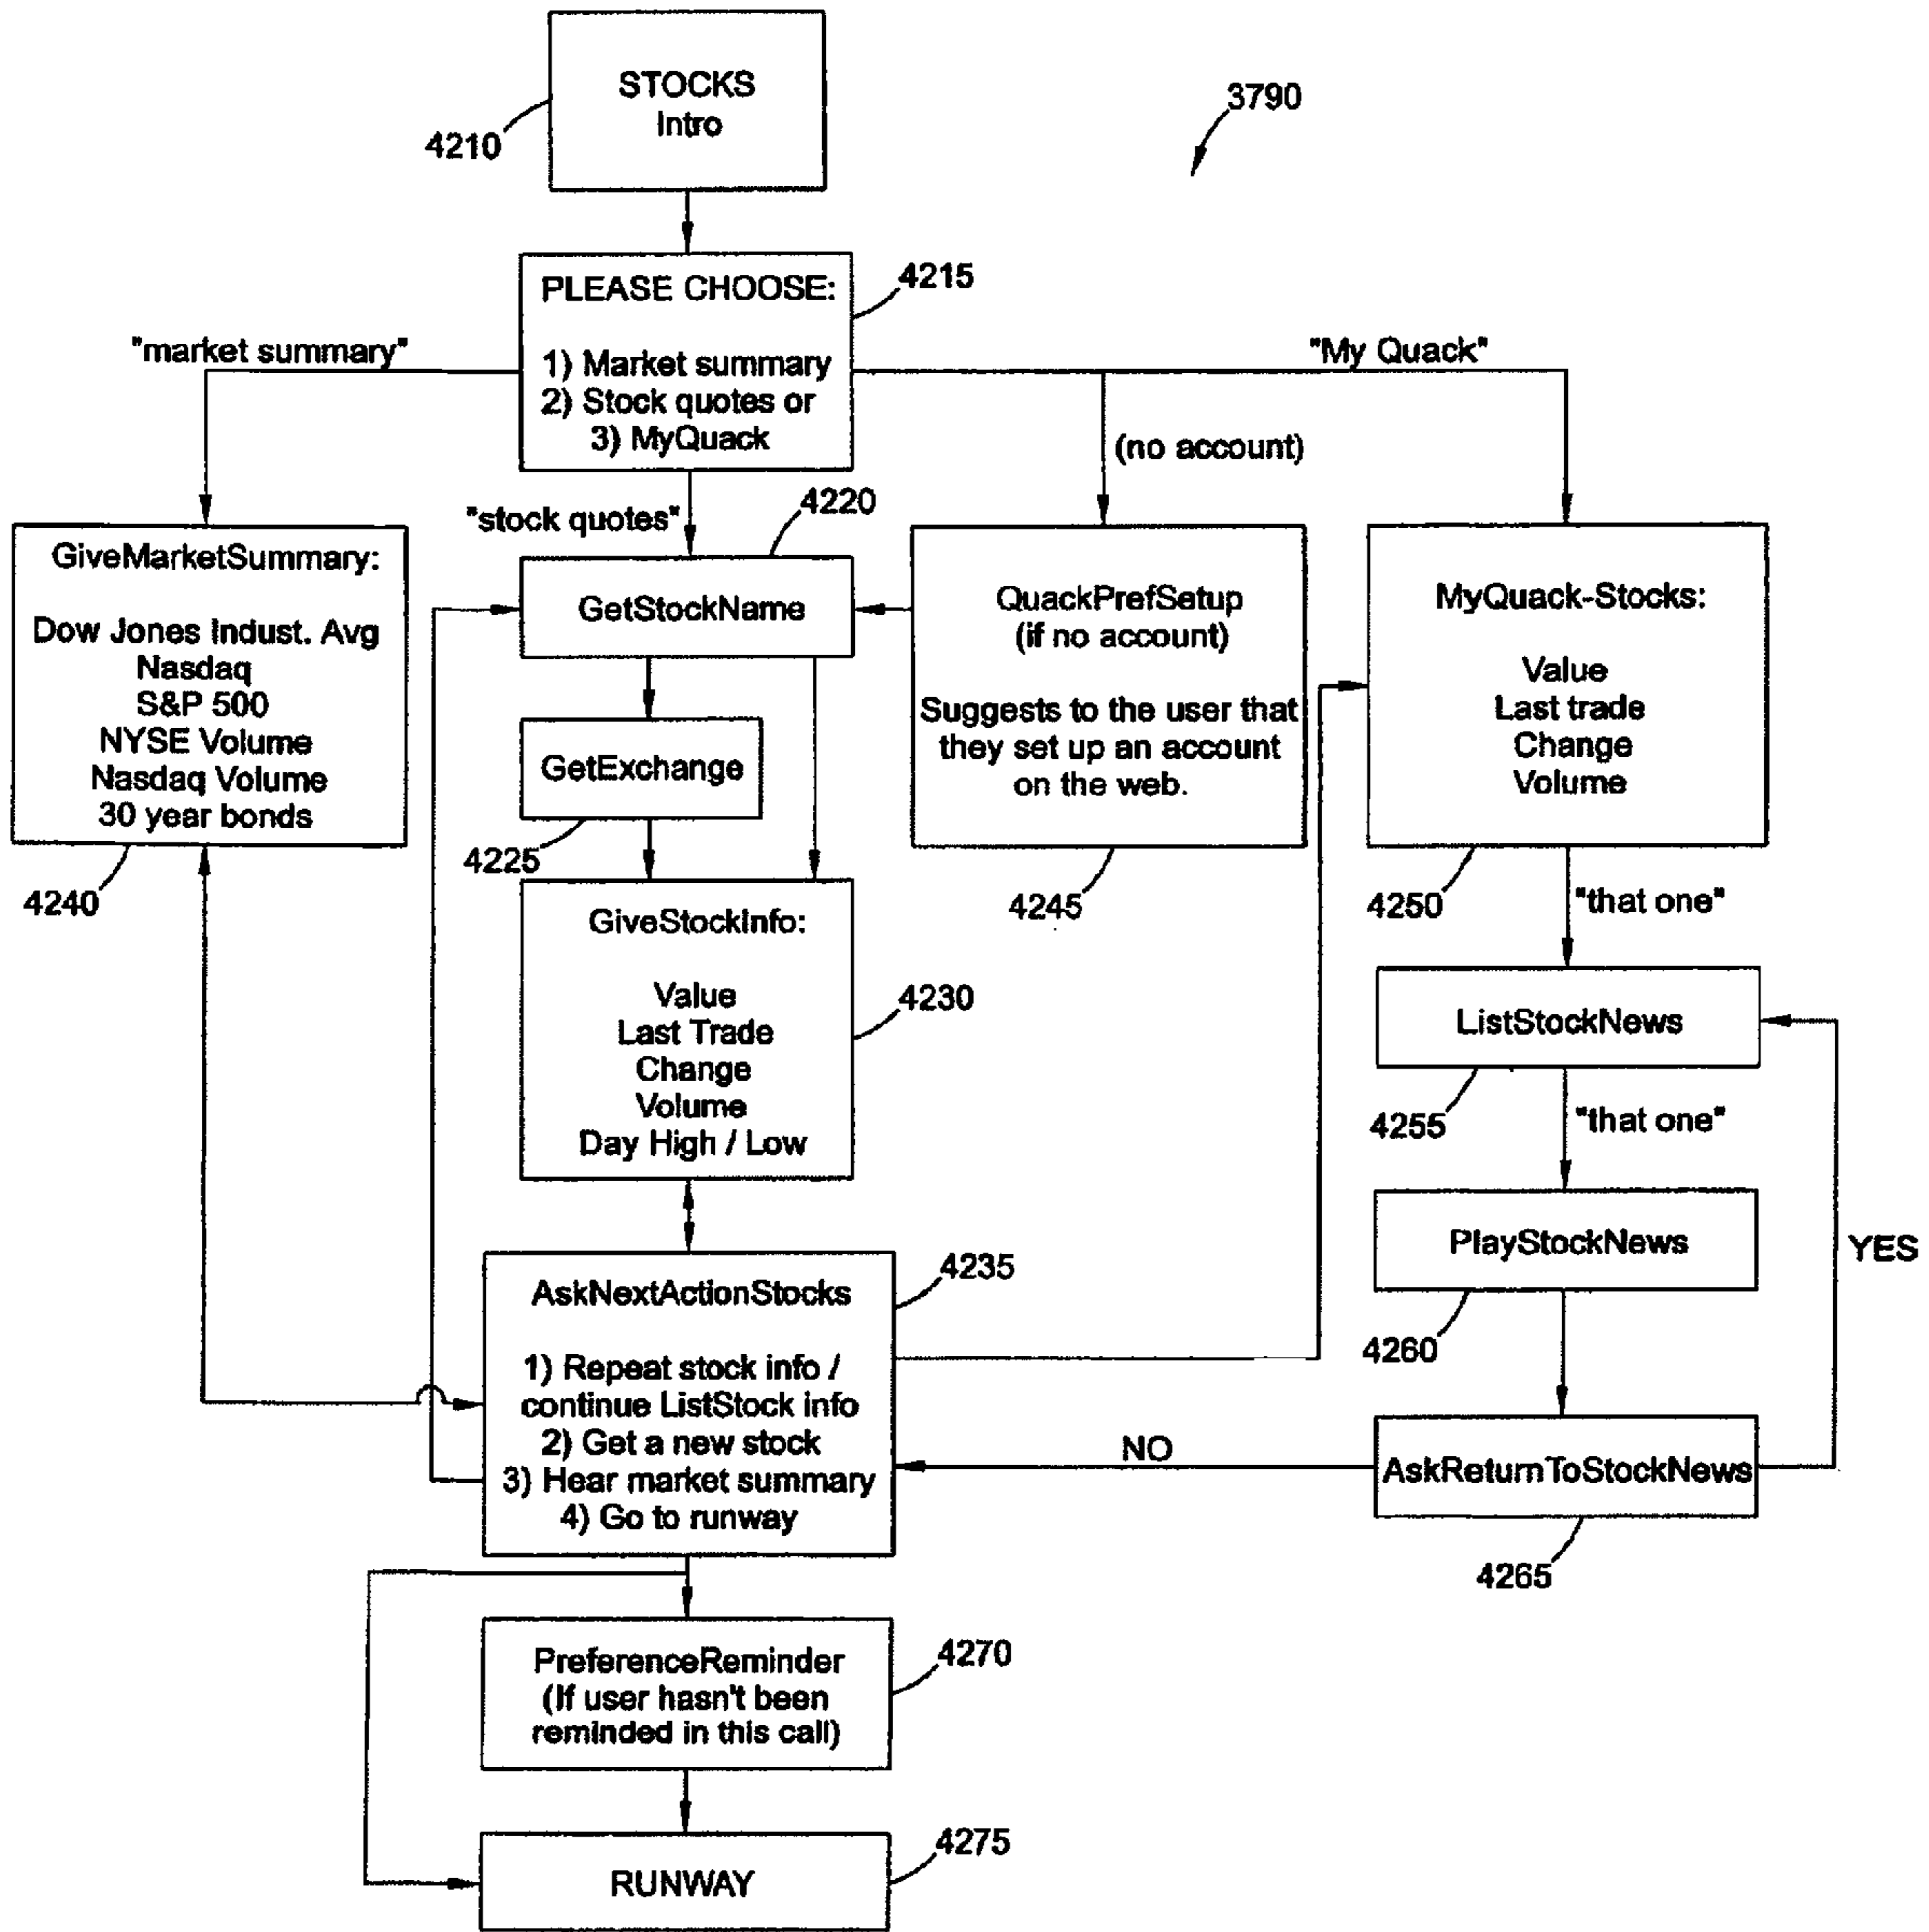 STOCKS
Intro
4210
3790
PLEASE CHOOSE:
1) Market summary
2) Stock quotes or
3) MyQuack
4215
"market summary"
"My Quack"
(no account)
"stock quotes"
4220
GiveMarketSummary:
Dow Jones Indust. Avg
Nasdaq
S&P 500
NYSE Volume
Nasdaq Volume
30 year bonds
4240
GetStockName
GetExchange
4225
QuackPrefSetup
(if no account)
Suggests to the user that
they set up an account
on the web.
4245
MyQuack-Stocks:
Value
Last trade
Change
Volume
4250
"that one"
GiveStockInfo:
Value
Last Trade
Change
Volume
Day High / Low
4230
ListStockNews
4255
"that one"
PlayStockNews
4260
YES
AskNextActionStocks
1) Repeat stock info /
continue ListStock info
2) Get a new stock
3) Hear market summary
4) Go to runway
4235
NO
AskReturnToStockNews
4265
PreferenceReminder
(If user hasn't been
reminded in this call)
4270
RUNWAY
4275